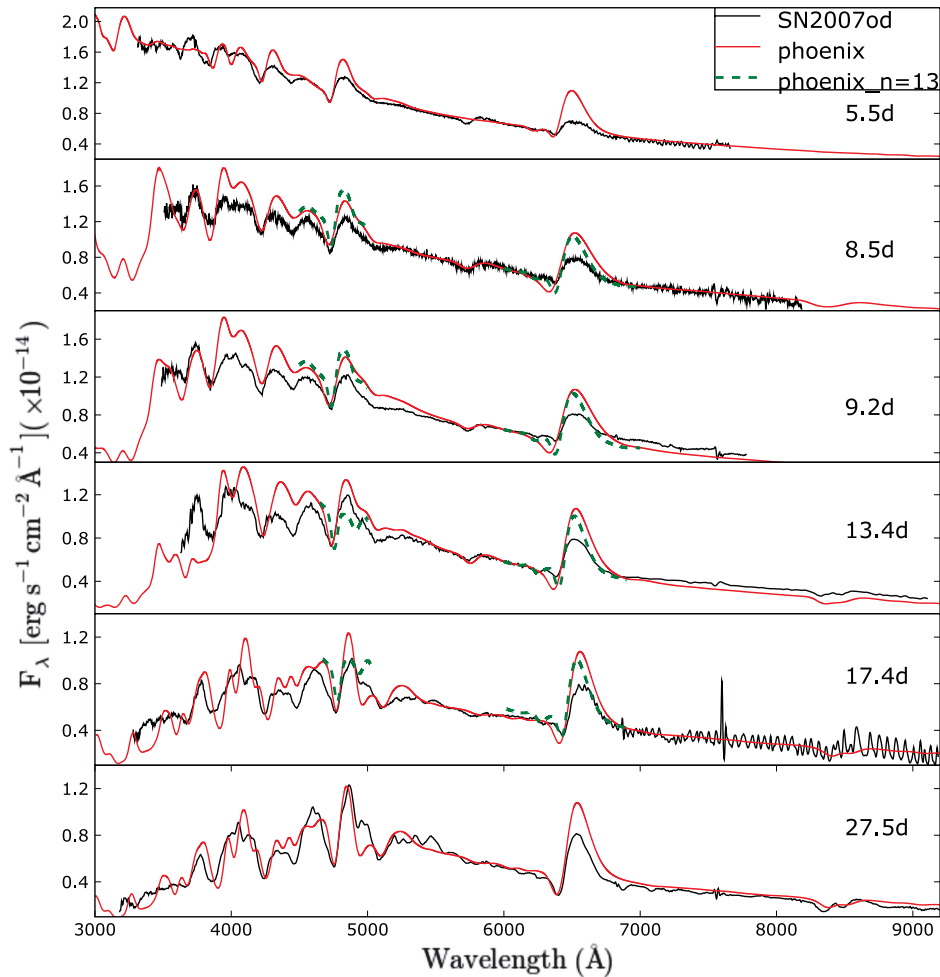 SN2007od
phoenix
phoenix_n=13
2.0
1.6
1.2
0.8
0.4
5.5d
1.6
1.2
0.8
0.4
8.5d
1.6
1.2
0.8
0.4
9.2d
1.2
0.8
0.4
13.4d
1.2
0.8
0.4
17.4d
1.2
0.8
0.4
27.5d
3000 4000 5000 6000 7000 8000 9000
Wavelength (Å)
F_λ [erg s⁻¹ cm⁻² Å⁻¹](×10⁻¹⁴)